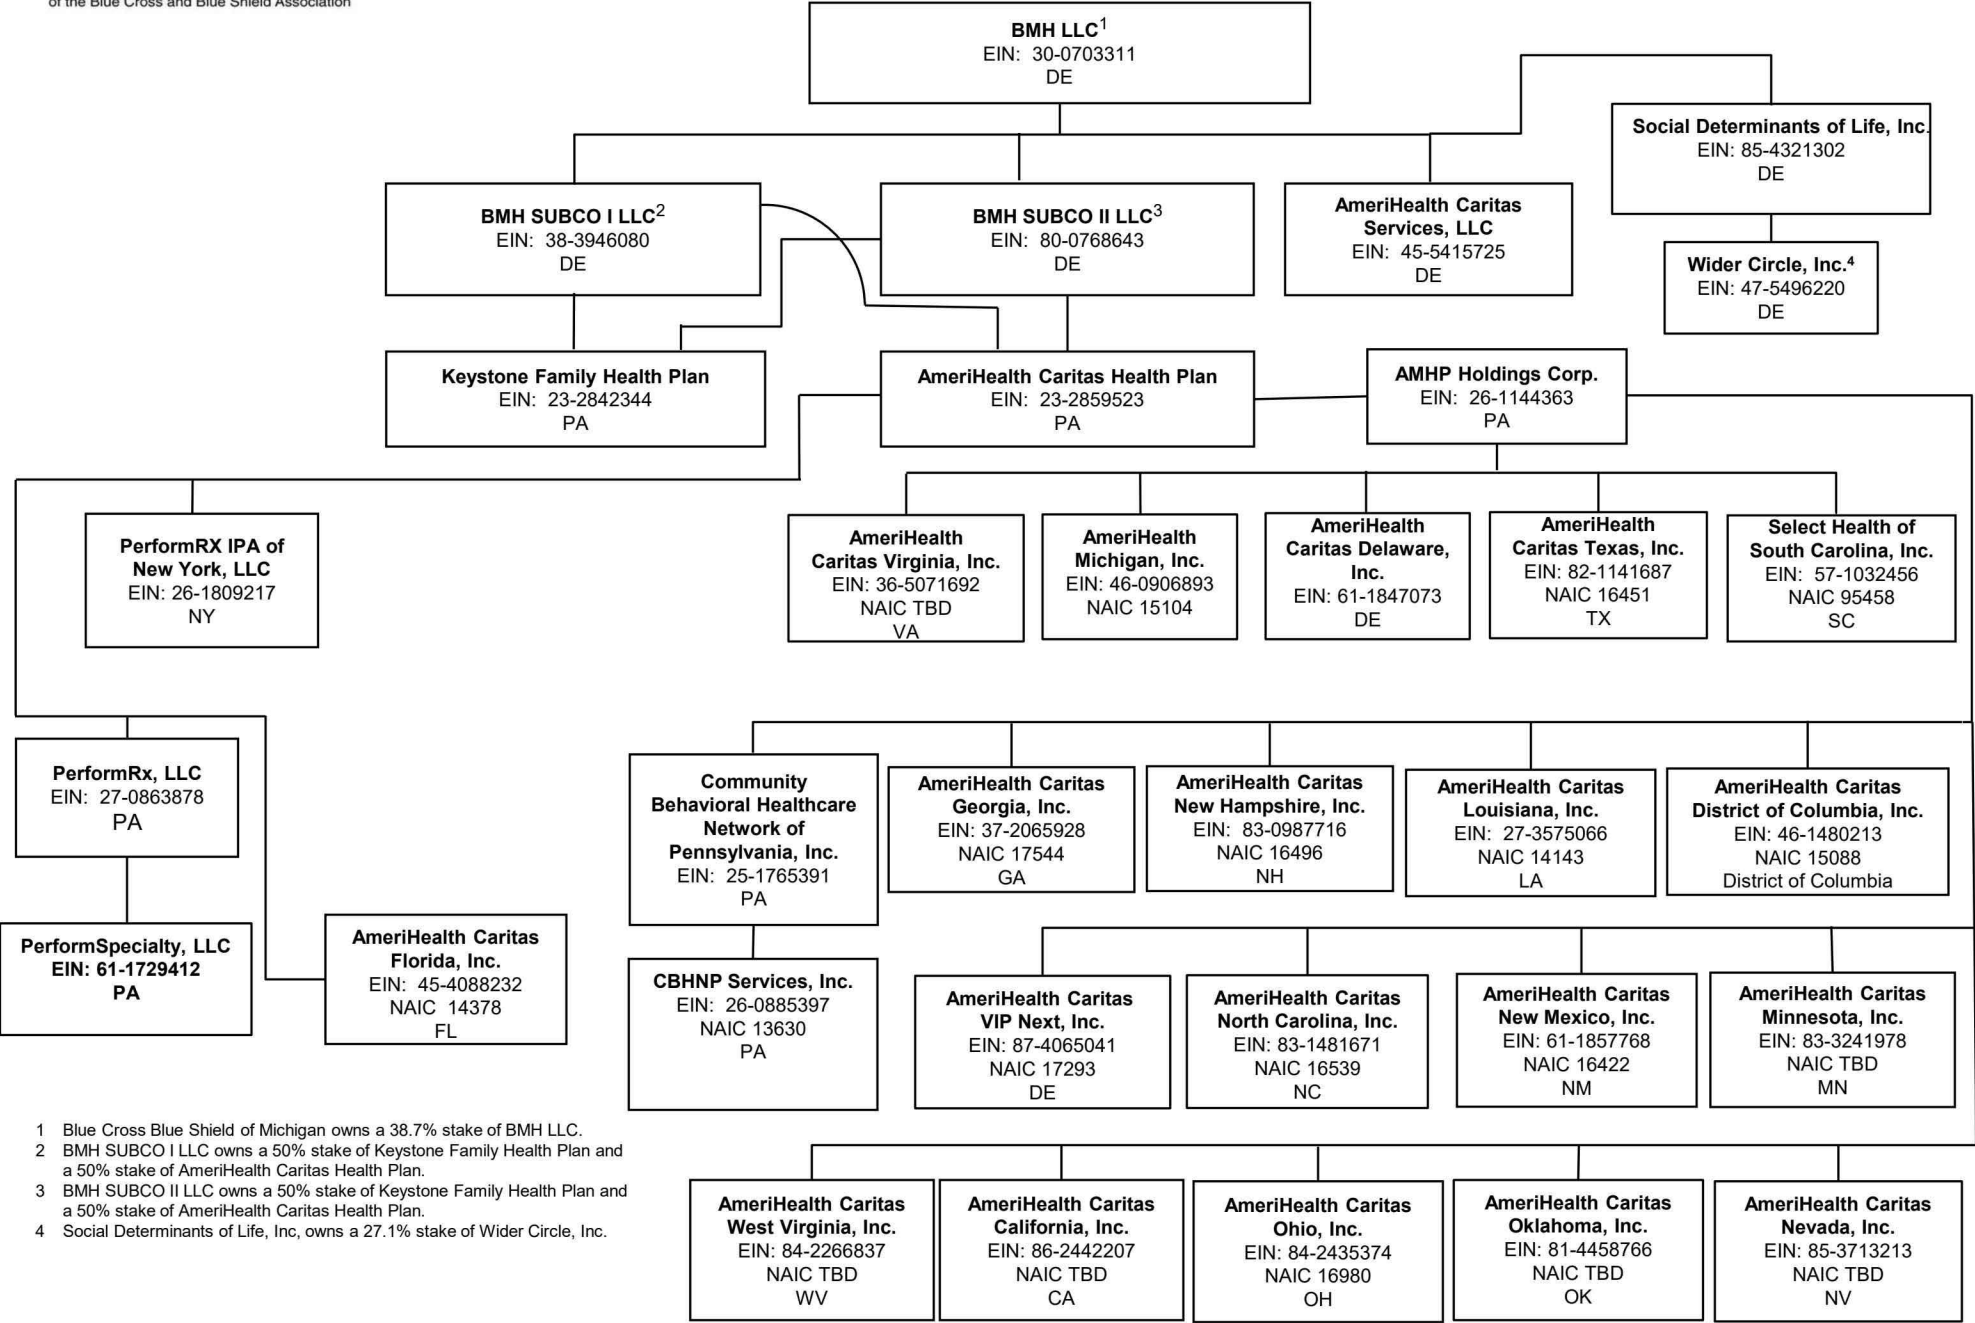 of the Blue Cross and Blue Shield Association
BMH LLC1
EIN: 30-0703311
DE
Social Determinants of Life, Inc.
EIN: 85-4321302
DE
BMH SUBCO I LLC2
EIN: 38-3946080
DE
BMH SUBCO II LLC3
EIN: 80-0768643
DE
AmeriHealth Caritas
Services, LLC
EIN: 45-5415725
DE
Wider Circle, Inc.4
EIN: 47-5496220
DE
Keystone Family Health Plan
EIN: 23-2842344
PA
AmeriHealth Caritas Health Plan
EIN: 23-2859523
PA
AMHP Holdings Corp.
EIN: 26-1144363
PA
PerformRX IPA of
New York, LLC
EIN: 26-1809217
NY
AmeriHealth
Caritas Virginia, Inc.
EIN: 36-5071692
NAIC TBD
VA
AmeriHealth
Michigan, Inc.
EIN: 46-0906893
NAIC 15104
AmeriHealth
Caritas Delaware,
Inc.
EIN: 61-1847073
DE
AmeriHealth
Caritas Texas, Inc.
EIN: 82-1141687
NAIC 16451
TX
Select Health of
South Carolina, Inc.
EIN: 57-1032456
NAIC 95458
SC
PerformRx, LLC
EIN: 27-0863878
PA
Community
Behavioral Healthcare
Network of
Pennsylvania, Inc.
EIN: 25-1765391
PA
AmeriHealth Caritas
Georgia, Inc.
EIN: 37-2065928
NAIC 17544
GA
AmeriHealth Caritas
New Hampshire, Inc.
EIN: 83-0987716
NAIC 16496
NH
AmeriHealth Caritas
Louisiana, Inc.
EIN: 27-3575066
NAIC 14143
LA
AmeriHealth Caritas
District of Columbia, Inc.
EIN: 46-1480213
NAIC 15088
District of Columbia
PerformSpecialty, LLC
EIN: 61-1729412
PA
AmeriHealth Caritas
Florida, Inc.
EIN: 45-4088232
NAIC 14378
FL
CBHNP Services, Inc.
EIN: 26-0885397
NAIC 13630
PA
AmeriHealth Caritas
VIP Next, Inc.
EIN: 87-4065041
NAIC 17293
DE
AmeriHealth Caritas
North Carolina, Inc.
EIN: 83-1481671
NAIC 16539
NC
AmeriHealth Caritas
New Mexico, Inc.
EIN: 61-1857768
NAIC 16422
NM
AmeriHealth Caritas
Minnesota, Inc.
EIN: 83-3241978
NAIC TBD
MN
1 Blue Cross Blue Shield of Michigan owns a 38.7% stake of BMH LLC.
2 BMH SUBCO I LLC owns a 50% stake of Keystone Family Health Plan and
a 50% stake of AmeriHealth Caritas Health Plan.
3 BMH SUBCO II LLC owns a 50% stake of Keystone Family Health Plan and
a 50% stake of AmeriHealth Caritas Health Plan.
4 Social Determinants of Life, Inc, owns a 27.1% stake of Wider Circle, Inc.
AmeriHealth Caritas
West Virginia, Inc.
EIN: 84-2266837
NAIC TBD
WV
AmeriHealth Caritas
California, Inc.
EIN: 86-2442207
NAIC TBD
CA
AmeriHealth Caritas
Ohio, Inc.
EIN: 84-2435374
NAIC 16980
OH
AmeriHealth Caritas
Oklahoma, Inc.
EIN: 81-4458766
NAIC TBD
OK
AmeriHealth Caritas
Nevada, Inc.
EIN: 85-3713213
NAIC TBD
NV